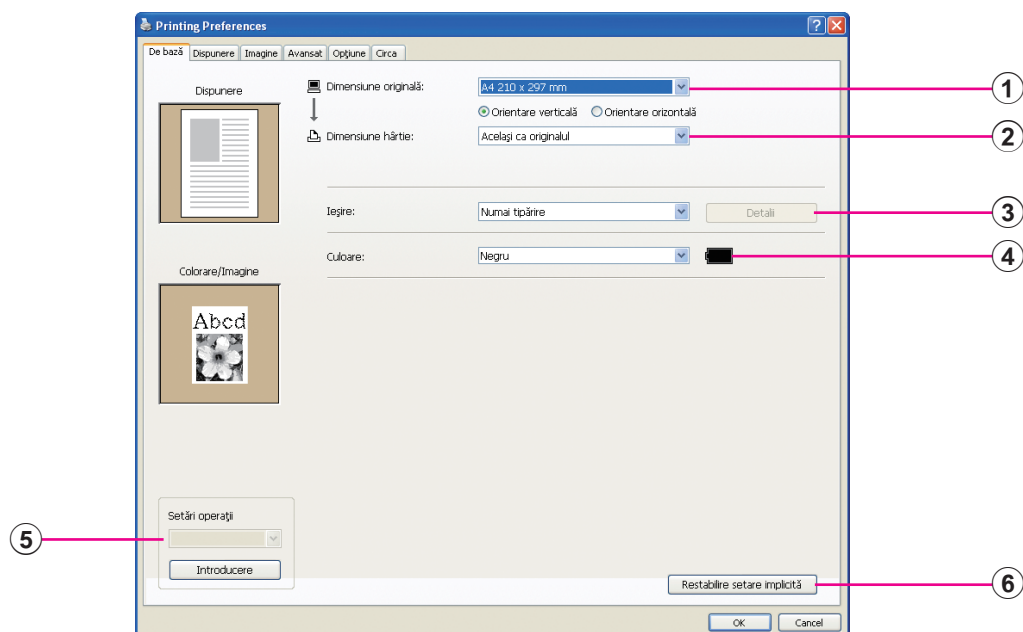 Printing Preferences
De bază Dispunere Imagine Avansat Opţiune Circa
Dispunere
Dimensiune originală: A4 210 x 297 mm 1
Orientare verticală Orientare orizontală
Dimensiune hârtie: Acelaşi ca originalul 2
Ieşire: Numai tipărire Detalii 3
Culoare: Negru 4
Colorare/Imagine
Abcd
Setări operaţii
5
Introducere
Restabilire setare implicită 6
OK Cancel